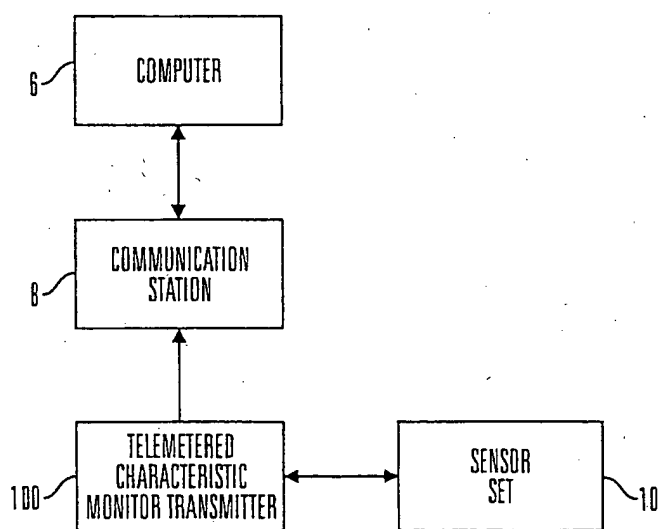 6
COMPUTER
8
COMMUNICATION
STATION
100
TELEMETERED
CHARACTERISTIC
MONITOR TRANSMITTER
SENSOR
SET
10